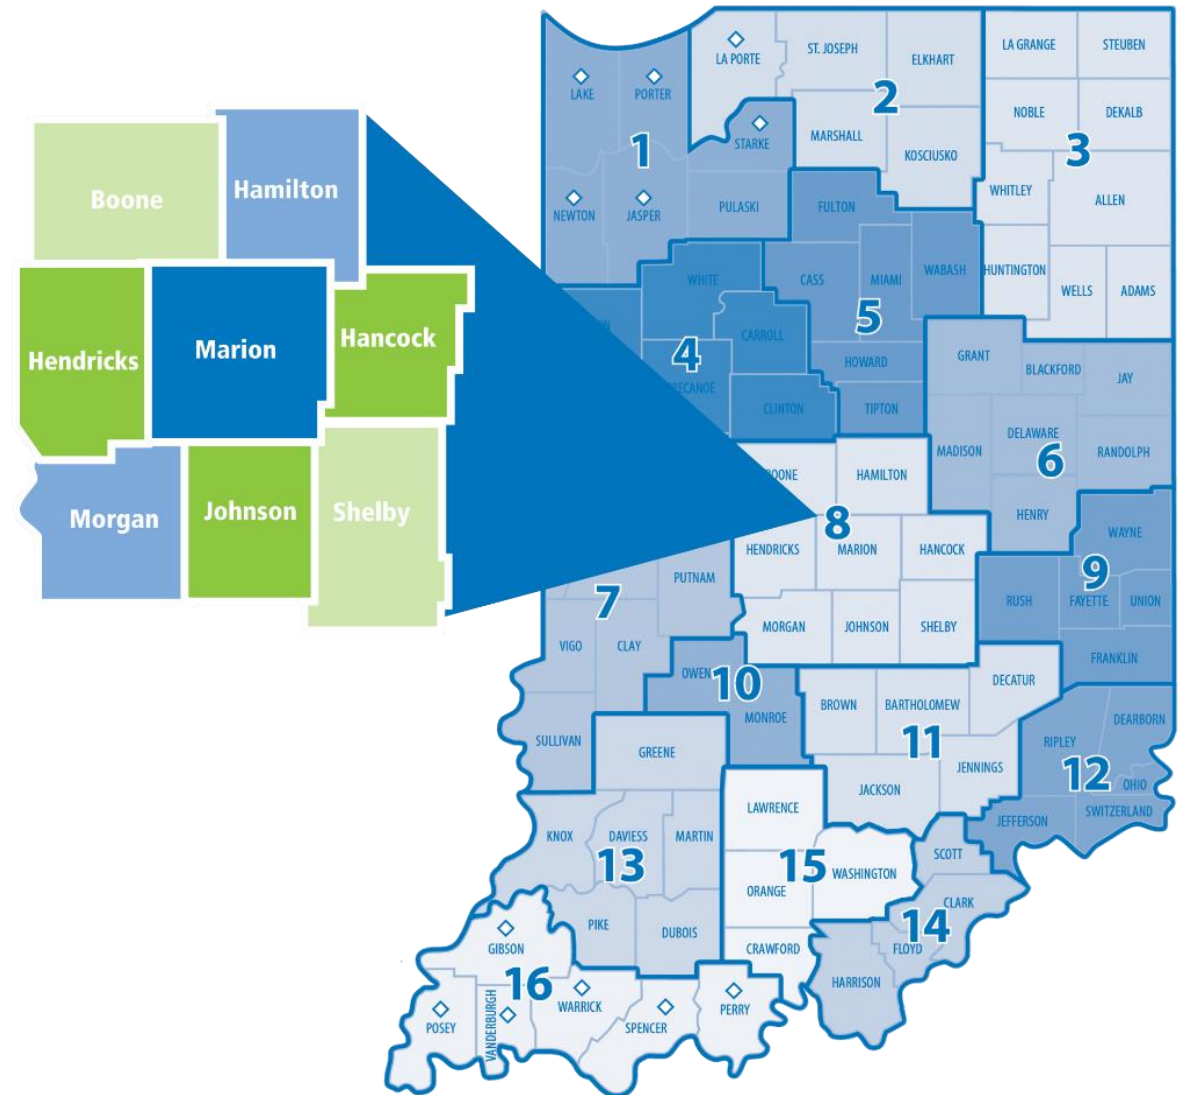 Boone
Hamilton
Hendricks
Marion
Hancock
Morgan
Johnson
Shelby
LA PORTE
ST. JOSEPH
ELKHART
LA GRANGE
STEUBEN
LAKE
PORTER
2
NOBLE
DEKALB
STARKE
MARSHALL
KOSCIUSKO
1
3
WHITLEY
ALLEN
NEWTON
JASPER
PULASKI
FULTON
WHITE
CASS
MIAMI
WABASH
HUNTINGTON
WELLS
ADAMS
CARROLL
5
4
HOWARD
GRANT
BLACKFORD
JAY
CLINTON
TIPTON
DELAWARE
MADISON
6
RANDOLPH
HAMILTON
HENRY
8
WAYNE
HENDRICKS
MARION
HANCOCK
9
PUTNAM
7
RUSH
FAYETTE
UNION
MORGAN
JOHNSON
SHELBY
VIGO
CLAY
FRANKLIN
OWEN
10
DECATUR
BROWN
BARTHOLOMEW
MONROE
DEARBORN
SULLIVAN
GREENE
11
RIPLEY
JENNINGS
12
OHIO
JACKSON
LAWRENCE
SWITZERLAND
JEFFERSON
KNOX
DAVIESS
MARTIN
13
15
WASHINGTON
SCOTT
ORANGE
CLARK
PIKE
DUBOIS
14
FLOYD
GIBSON
CRAWFORD
16
HARRISON
WARRICK
PERRY
POSEY
VANDERBURGH
SPENCER